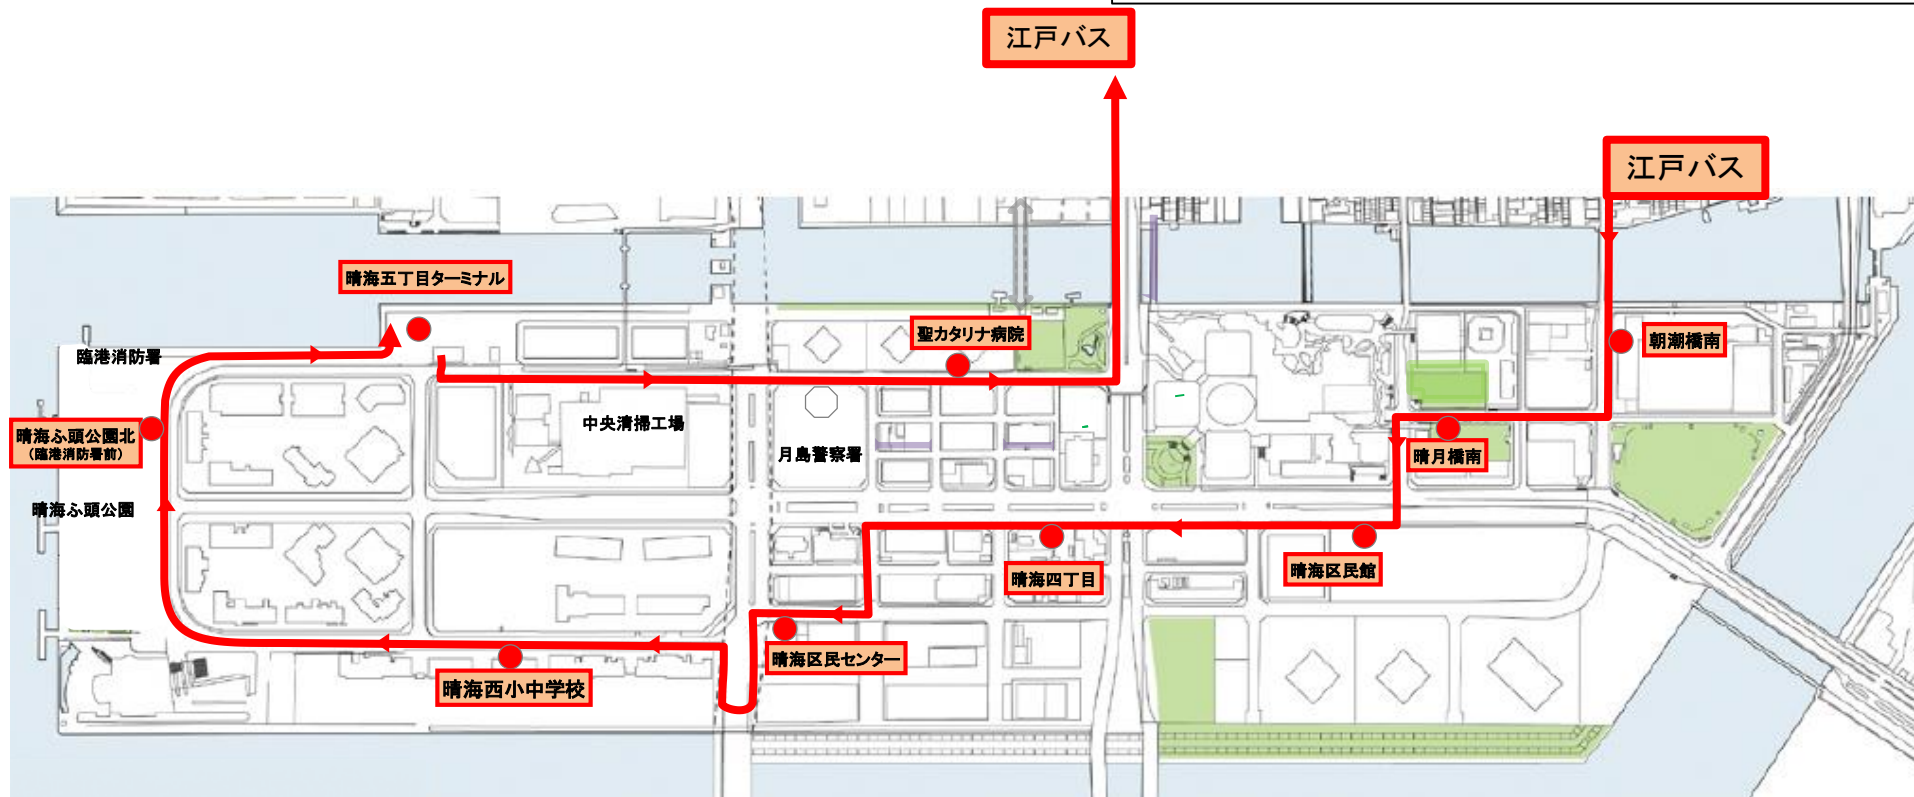 江戸バス
江戸バス
晴海五丁目ターミナル
聖カタリナ病院
朝潮橋南
臨港消防署
中央清掃工場
月島警察署
晴海ふ頭公園北
(臨港消防署前)
晴月橋南
晴海ふ頭公園
晴海四丁目
晴海区民館
晴海区民センター
晴海西小中学校